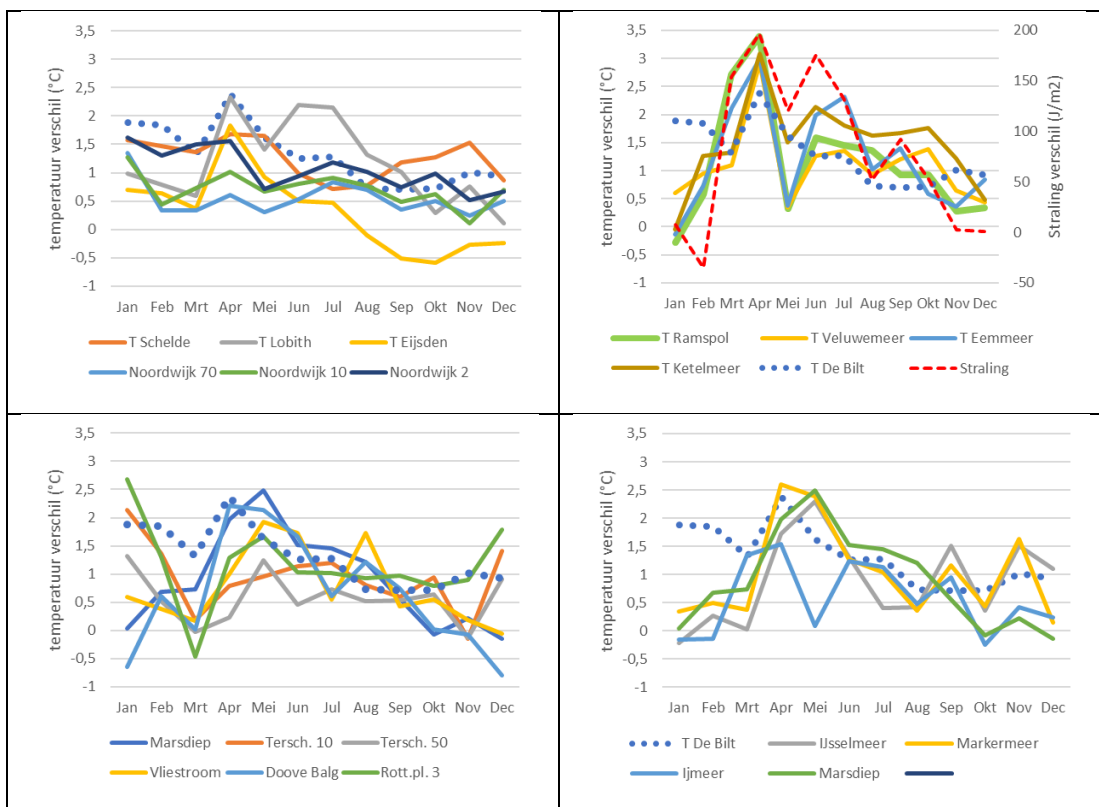 3,5
3
2,5
2
1,5
1
0,5
0
-0,5
-1
temperatuur verschil (°C)
Jan Feb Mrt Apr Mei Jun Jul Aug Sep Okt Nov Dec
T Schelde T Lobith T Eijsden
Noordwijk 70 Noordwijk 10 Noordwijk 2
3,5
3
2,5
2
1,5
1
0,5
0
-0,5
-1
temperatuur verschil (°C)
200
150
100
50
0
-50
Straling verschil (J/m2)
Jan Feb Mrt Apr Mei Jun Jul Aug Sep Okt Nov Dec
T Ramspol T Veluwemeer T Eemmeer
T Ketelmeer T De Bilt Straling
3,5
3
2,5
2
1,5
1
0,5
0
-0,5
-1
temperatuur verschil (°C)
Jan Feb Mrt Apr Mei Jun Jul Aug Sep Okt Nov Dec
Marsdiep Tersch. 10 Tersch. 50
Vliestroom Doove Balg Rott.pl. 3
3,5
3
2,5
2
1,5
1
0,5
0
-0,5
-1
temperatuur verschil (°C)
Jan Feb Mrt Apr Mei Jun Jul Aug Sep Okt Nov Dec
T De Bilt IJsselmeer Markermeer
Ijmeer Marsdiep